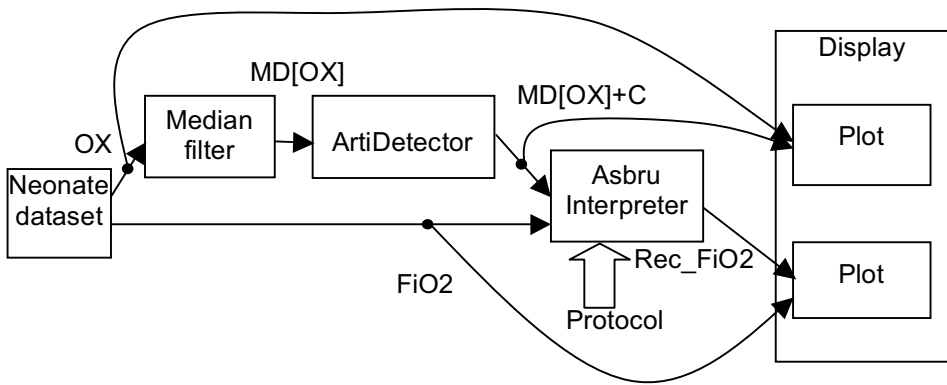 Display
MD[OX]
MD[OX]+C
OX
Median
filter
ArtiDetector
Plot
Neonate
dataset
Asbru
Interpreter
FiO2
Rec_FiO2
Plot
Protocol